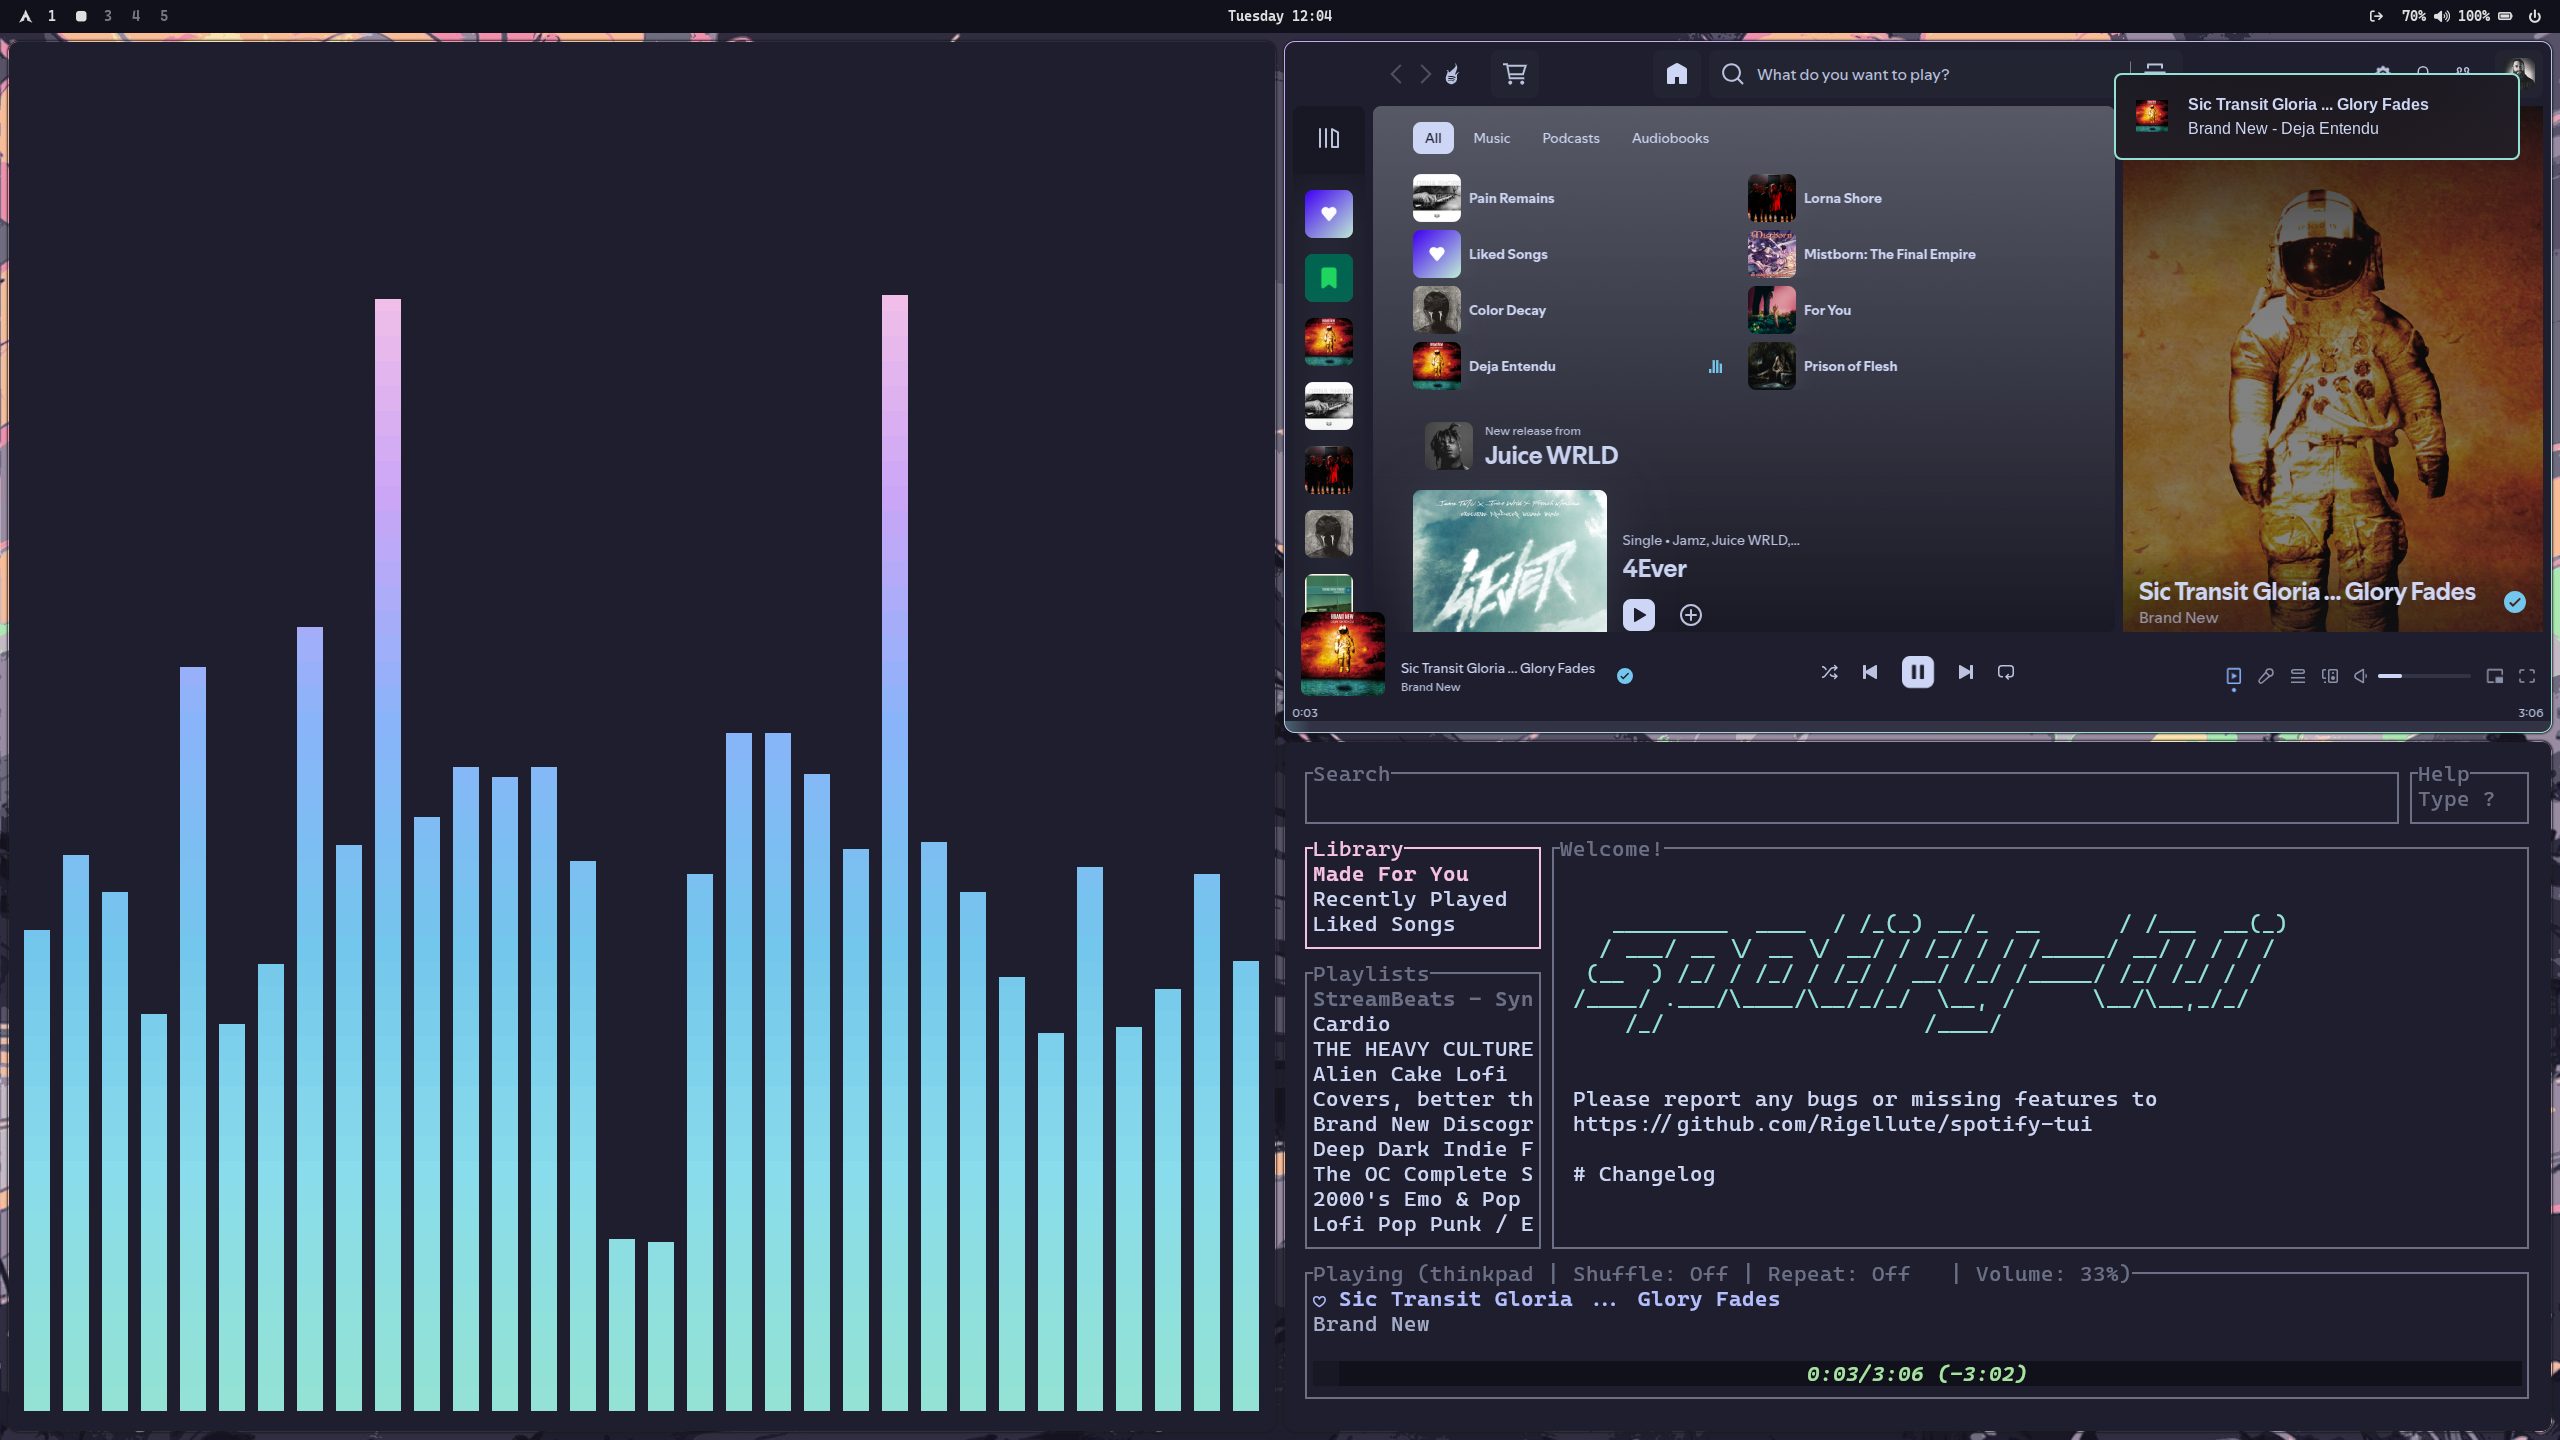 1 3 4 5
Tuesday 12:04
70% 100%
What do you want to play?
Sic Transit Gloria ... Glory Fades
Brand New - Deja Entendu
All Music Podcasts Audiobooks
Pain Remains
Lorna Shore
Liked Songs
Mistborn: The Final Empire
Color Decay
For You
Deja Entendu
Prison of Flesh
New release from
Juice WRLD
4EVER
Single • Jamz, Juice WRLD,...
4Ever
Sic Transit Gloria ... Glory Fades
Brand New
BRAND NEW
Sic Transit Gloria ... Glory Fades
Brand New
0:03
3:06
Search
Help
Type ?
Library
Made For You
Recently Played
Liked Songs
Playlists
StreamBeats - Syn
Cardio
THE HEAVY CULTURE
Alien Cake Lofi
Covers, better th
Brand New Discogr
Deep Dark Indie F
The OC Complete S
2000's Emo & Pop
Lofi Pop Punk / E
Welcome!
spotify-tui
Please report any bugs or missing features to
https://github.com/Rigellute/spotify-tui
# Changelog
Playing (thinkpad | Shuffle: Off | Repeat: Off | Volume: 33%)
♡ Sic Transit Gloria ... Glory Fades
Brand New
0:03/3:06 (-3:02)